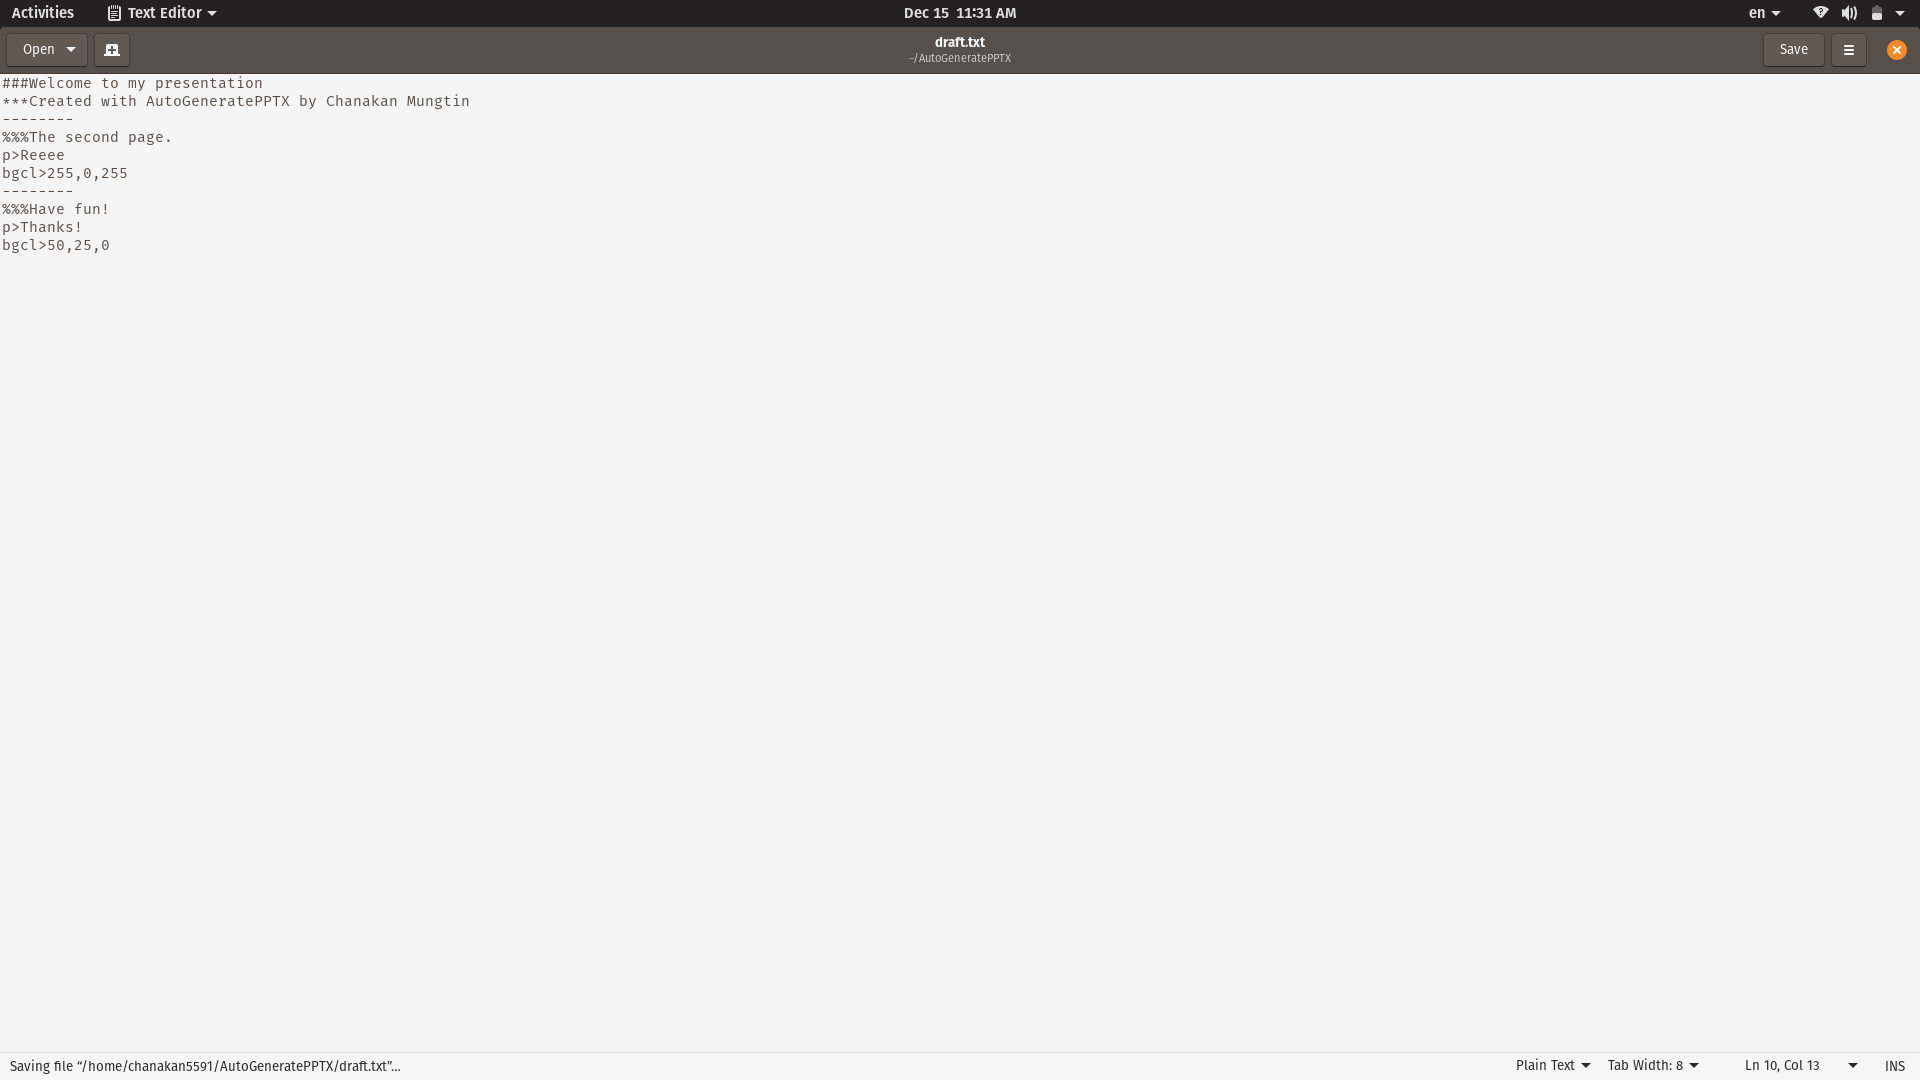 Activities Text Editor Dec 15 11:31 AM en
Open draft.txt Save
~/AutoGeneratePPTX
###Welcome to my presentation
***Created with AutoGeneratePPTX by Chanakan Mungtin
--------
%%%The second page.
p>Reeee
bgcl>255,0,255
--------
%%%Have fun!
p>Thanks!
bgcl>50,25,0
Saving file “/home/chanakan5591/AutoGeneratePPTX/draft.txt”… Plain Text Tab Width: 8 Ln 10, Col 13 INS